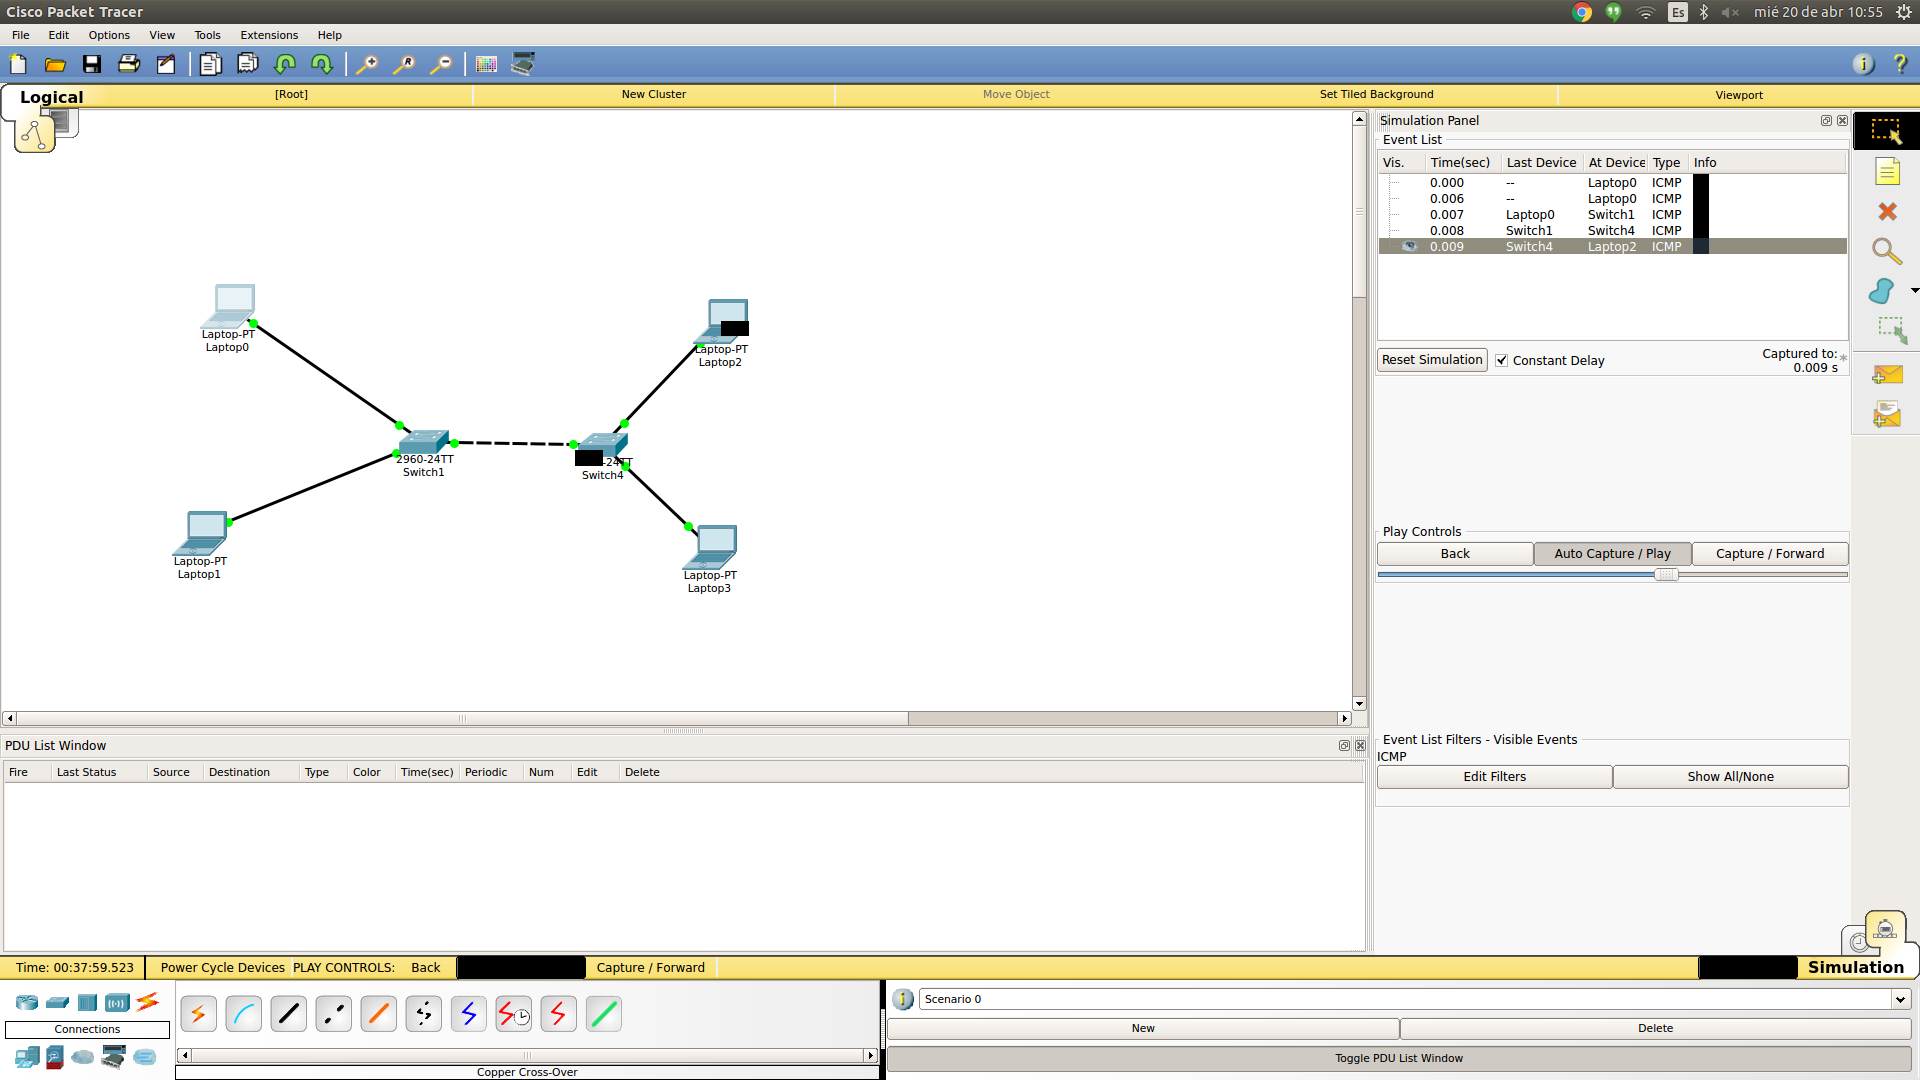 Cisco Packet Tracer
Es
mié 20 de abr 10:55
File Edit Options View Tools Extensions Help
Logical
[Root]
New Cluster
Move Object
Set Tiled Background
Viewport
Laptop-PT
Laptop0
Laptop-PT
Laptop2
2960-24TT
Switch1
-24TT
Switch4
Laptop-PT
Laptop1
Laptop-PT
Laptop3
Simulation Panel
Event List
Vis. Time(sec) Last Device At Device Type Info
0.000 -- Laptop0 ICMP
0.006 -- Laptop0 ICMP
0.007 Laptop0 Switch1 ICMP
0.008 Switch1 Switch4 ICMP
0.009 Switch4 Laptop2 ICMP
Reset Simulation Constant Delay
Captured to: *
0.009 s
Play Controls
Back Auto Capture / Play Capture / Forward
Event List Filters - Visible Events
ICMP
Edit Filters Show All/None
PDU List Window
Fire Last Status Source Destination Type Color Time(sec) Periodic Num Edit Delete
Time: 00:37:59.523 Power Cycle Devices PLAY CONTROLS: Back Capture / Forward
Simulation
Connections
Copper Cross-Over
Scenario 0
New Delete
Toggle PDU List Window